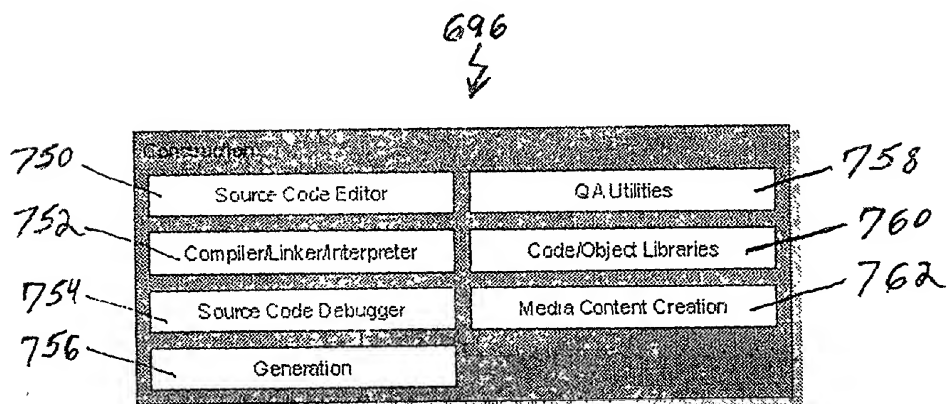 696
Construction
750 Source Code Editor QA Utilities 758
752 Compiler/Linker/Interpreter Code/Object Libraries 760
754 Source Code Debugger Media Content Creation 762
756 Generation